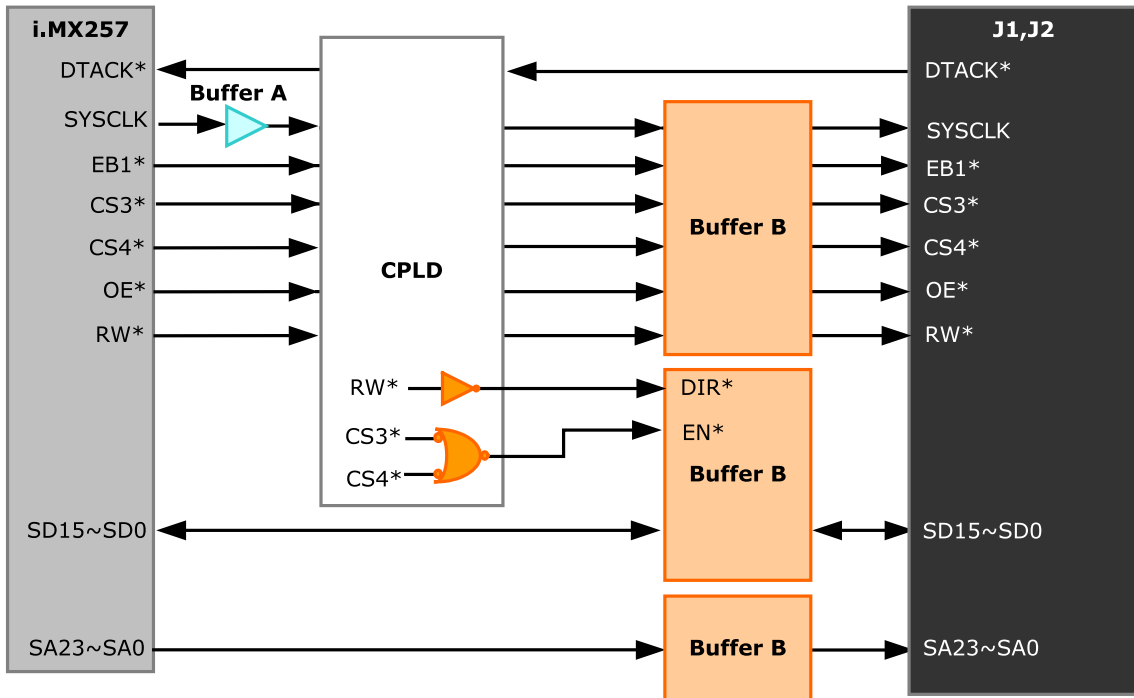 i.MX257
DTACK*
SYSCLK
EB1*
CS3*
CS4*
OE*
RW*
SD15~SD0
SA23~SA0
Buffer A
CPLD
RW*
CS3*
CS4*
Buffer B
DIR*
EN*
Buffer B
Buffer B
J1,J2
DTACK*
SYSCLK
EB1*
CS3*
CS4*
OE*
RW*
SD15~SD0
SA23~SA0